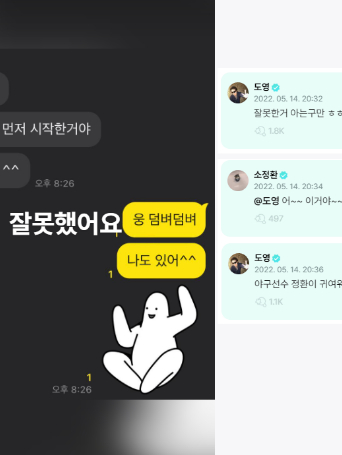 먼저 시작한거야
^^
오후 8:26
잘못했어요
1
웅 덤벼덤벼
1
나도 있어^^
1
오후 8:26
도영
2022. 05. 14. 20:32
잘못한거 아는구만 ㅎㅎ
1.8K
소정환
2022. 05. 14. 20:34
@도영 어~~ 이거야~~
497
도영
2022. 05. 14. 20:36
야구선수 정환이 귀여워
1.1K